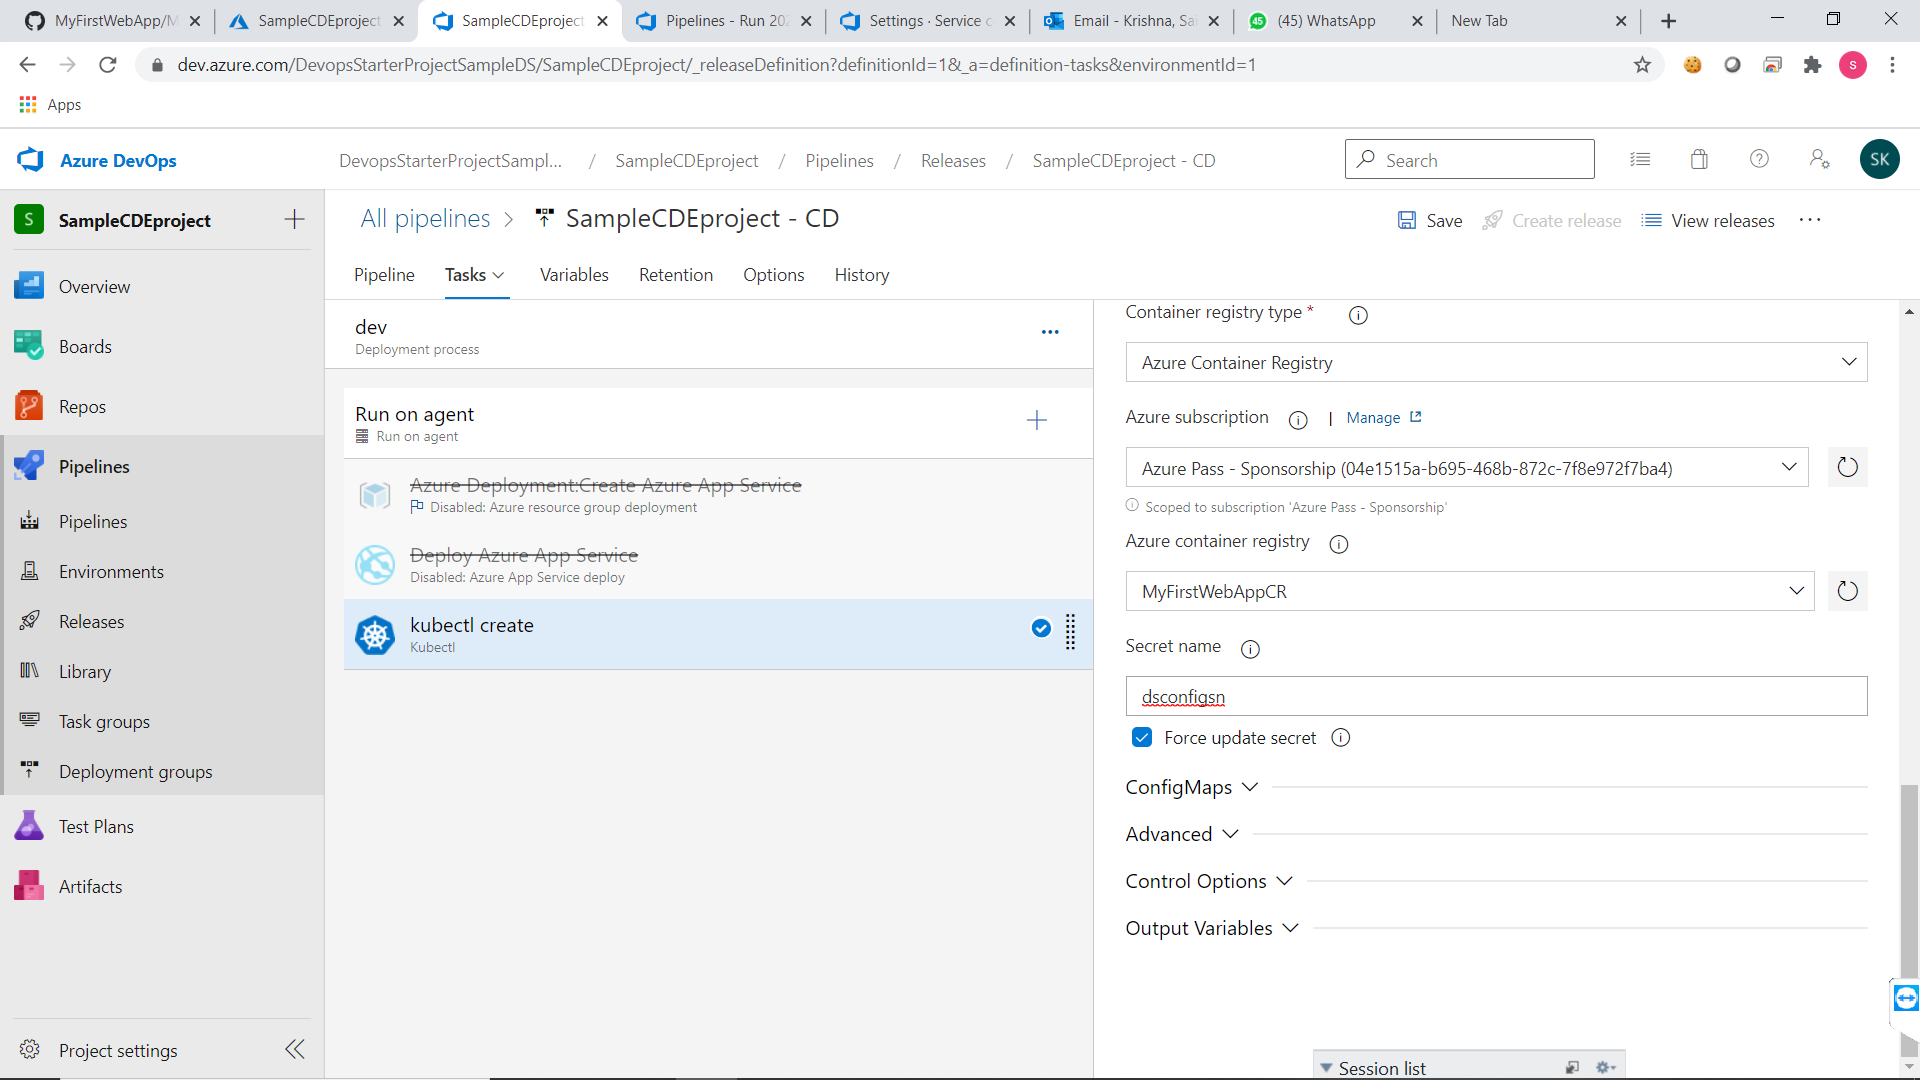 MyFirstWebApp/M
SampleCDEproject
SampleCDEproject
Pipelines - Run 202
Settings · Service c
Email - Krishna, Sai
45
(45) WhatsApp
New Tab
dev.azure.com/DevopsStarterProjectSampleDS/SampleCDEproject/_releaseDefinition?definitionId=1&_a=definition-tasks&environmentId=1
S
Apps
Azure DevOps
DevopsStarterProjectSampl... / SampleCDEproject / Pipelines / Releases / SampleCDEproject - CD
Search
SK
S
SampleCDEproject
Overview
Boards
Repos
Pipelines
Pipelines
Environments
Releases
Library
Task groups
Deployment groups
Test Plans
Artifacts
Project settings
All pipelines > SampleCDEproject - CD
Save
Create release
View releases
Pipeline
Tasks
Variables
Retention
Options
History
dev
Deployment process
Run on agent
Run on agent
Azure Deployment:Create Azure App Service
Disabled: Azure resource group deployment
Deploy Azure App Service
Disabled: Azure App Service deploy
kubectl create
Kubectl
Container registry type *
Azure Container Registry
Azure subscription | Manage
Azure Pass - Sponsorship (04e1515a-b695-468b-872c-7f8e972f7ba4)
Scoped to subscription 'Azure Pass - Sponsorship'
Azure container registry
MyFirstWebAppCR
Secret name
dsconfigsn
Force update secret
ConfigMaps
Advanced
Control Options
Output Variables
Session list